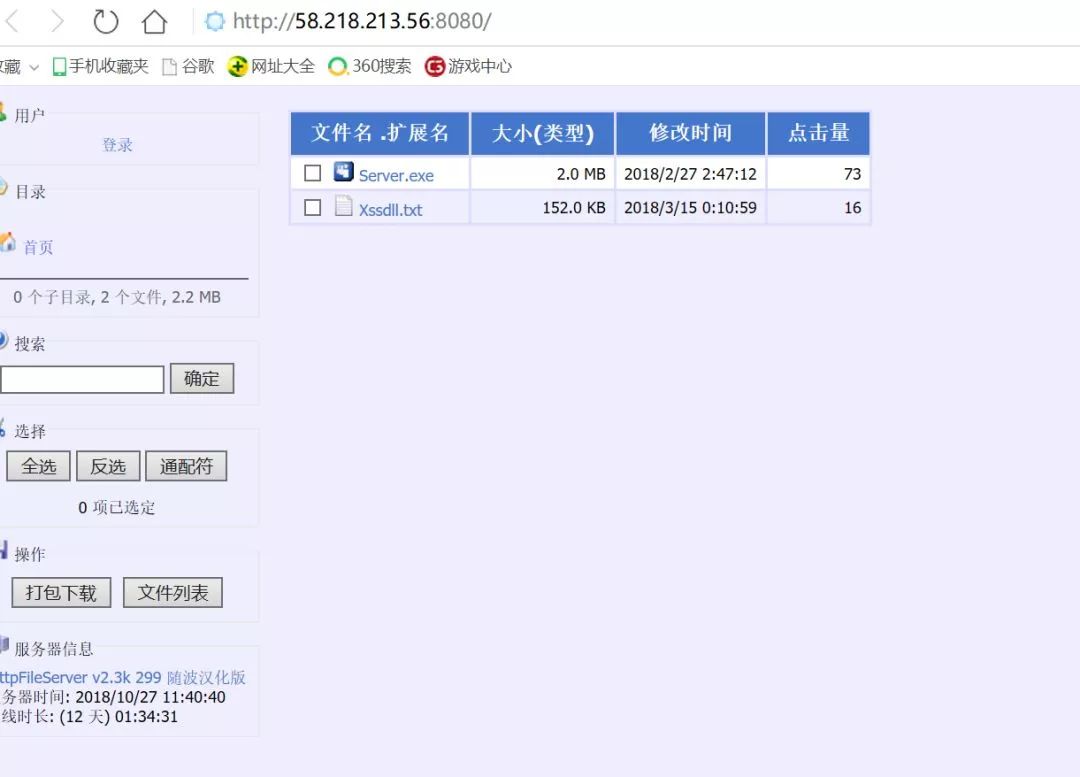 http://58.218.213.56:8080/
收藏 手机收藏夹 谷歌 网址大全 360搜索 游戏中心
用户
登录
目录
首页
0 个子目录, 2 个文件, 2.2 MB
搜索
确定
选择
全选 反选 通配符
0 项已选定
操作
打包下载 文件列表
服务器信息
ttpFileServer v2.3k 299 随波汉化版
务器时间: 2018/10/27 11:40:40
线时长: (12 天) 01:34:31
文件名 .扩展名 大小(类型) 修改时间 点击量
Server.exe 2.0 MB 2018/2/27 2:47:12 73
Xssdll.txt 152.0 KB 2018/3/15 0:10:59 16